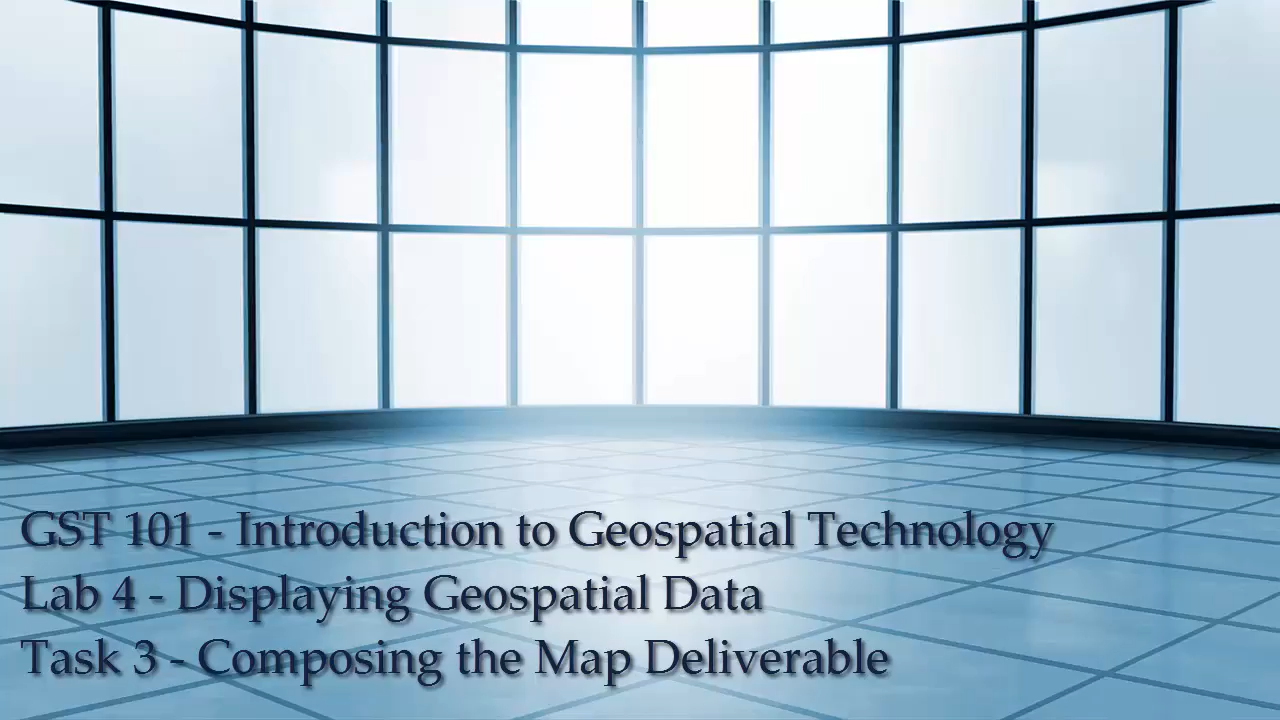 GST 101 - Introduction to Geospatial Technology
Lab 4 - Displaying Geospatial Data
Task 3 - Composing the Map Deliverable